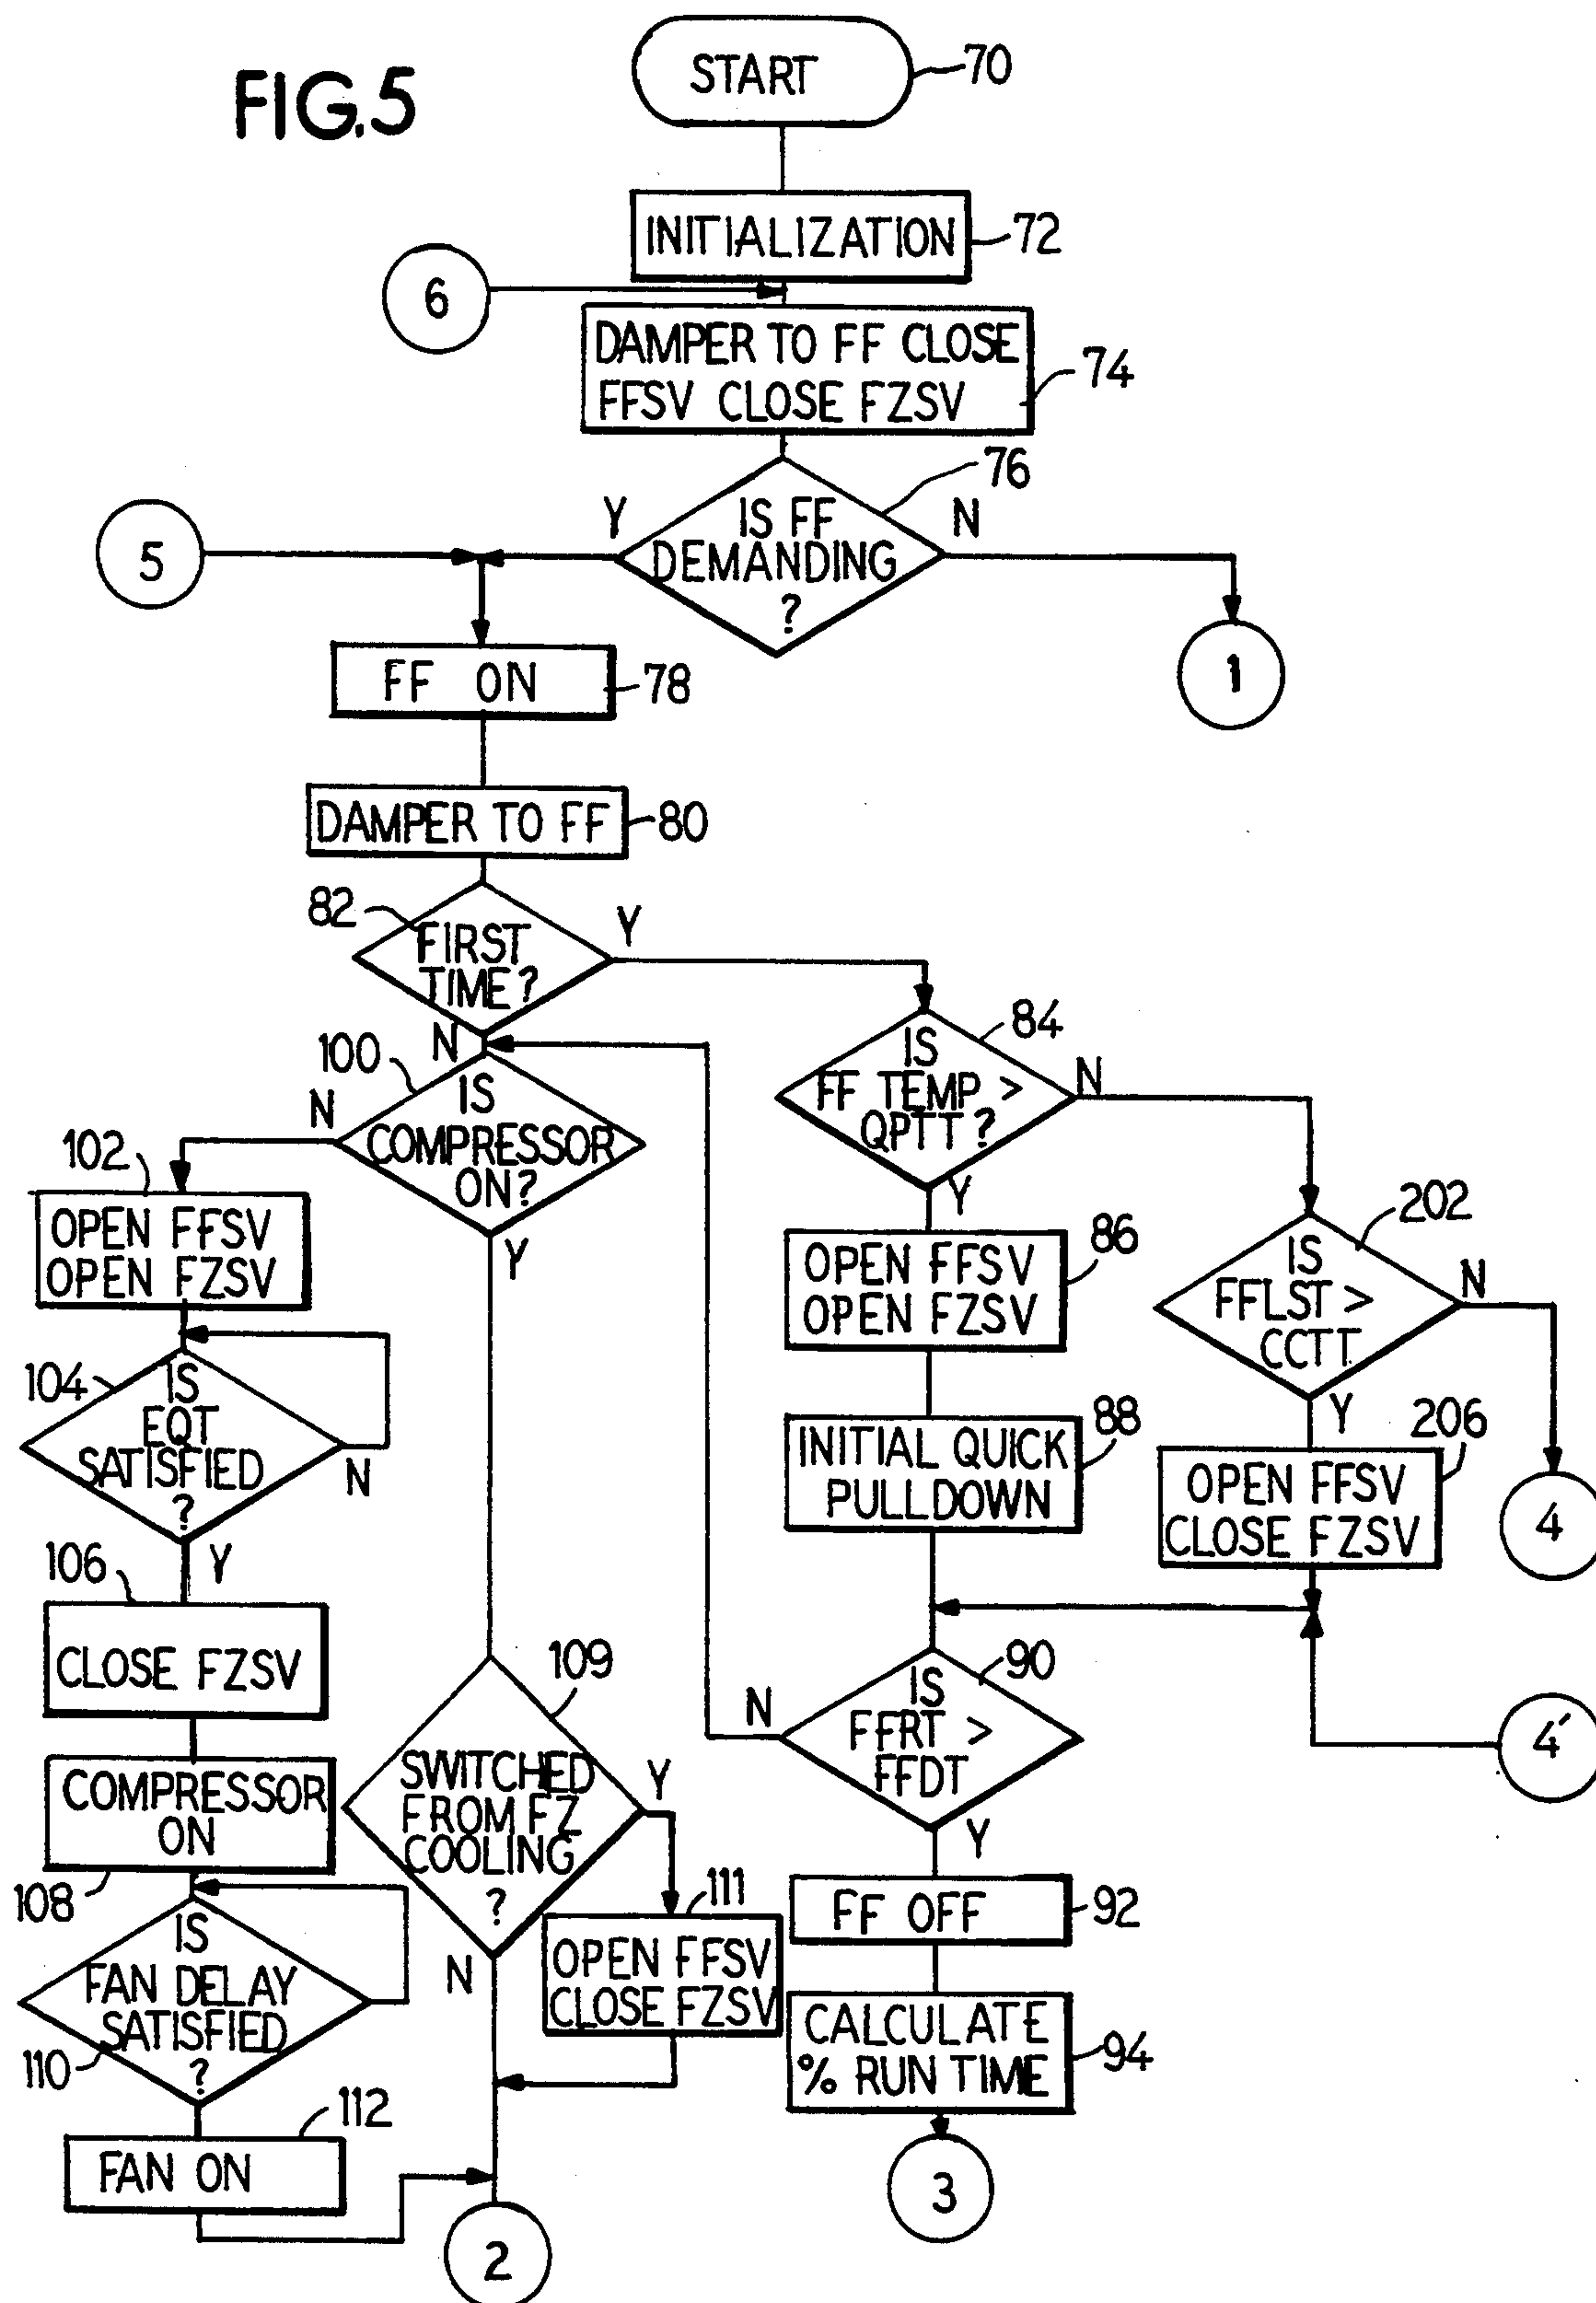 FIG.5
START
70
INITIALIZATION
72
6
DAMPER TO FF CLOSE
FFSV CLOSE FZSV
74
76
Y
IS FF
DEMANDING
?
N
5
1
FF ON
78
DAMPER TO FF
80
82
FIRST
TIME?
Y
N
84
IS
FF TEMP >
QPTT?
N
Y
100
IS
COMPRESSOR
ON?
N
Y
102
OPEN FFSV
OPEN FZSV
86
OPEN FFSV
OPEN FZSV
202
IS
FFLST >
CCTT
N
Y
104
IS
EQT
SATISFIED
?
N
Y
88
INITIAL QUICK
PULLDOWN
206
OPEN FFSV
CLOSE FZSV
4
106
CLOSE FZSV
109
SWITCHED
FROM FZ
COOLING
?
Y
N
90
IS
FFRT >
FFDT
N
Y
4′
COMPRESSOR
ON
108
111
OPEN FFSV
CLOSE FZSV
FF OFF
92
IS
FAN DELAY
SATISFIED
?
110
CALCULATE
% RUN TIME
94
112
FAN ON
3
2